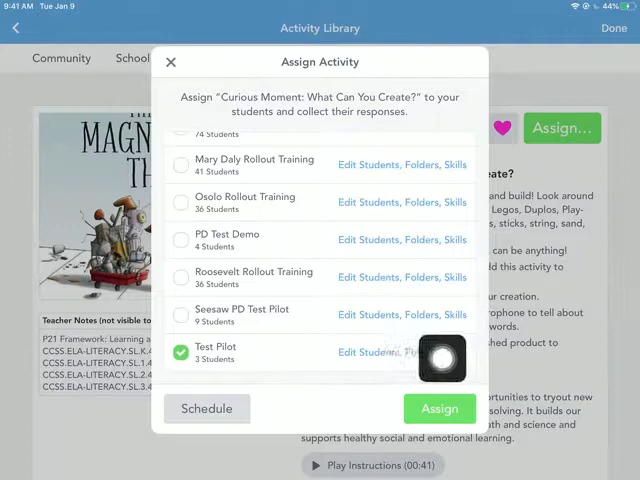 9:41 AM Tue Jan 9
44%
Activity Library
Done
Community
School
Assign Activity
Assign "Curious Moment: What Can You Create?" to your
students and collect their responses.
74 Students
Mary Daly Rollout Training
41 Students
Edit Students, Folders, Skills
Osolo Rollout Training
36 Students
Edit Students, Folders, Skills
PD Test Demo
4 Students
Edit Students, Folders, Skills
Roosevelt Rollout Training
36 Students
Edit Students, Folders, Skills
Seesaw PD Test Pilot
9 Students
Edit Students, Folders, Skills
Test Pilot
3 Students
Edit Students,
Schedule
Assign
MAGN
TH
Assign...
eate?
and build! Look around
Legos, Duplos, Play-
s, sticks, string, sand,
can be anything!
dd this activity to
ur creation.
rophone to tell about
words.
shed product to
Teacher Notes (not visible to
P21 Framework: Learning a
CCSS.ELA-LITERACY.SL.K.4
CCSS.ELA-LITERACY.SL.1.4
CCSS.ELA-LITERACY.SL.2.4
CCSS.ELA-LITERACY.SL.3.4
portunities to tryout new
solving. It builds our
uth and science and
supports healthy social and emotional learning.
Play Instructions (00:41)